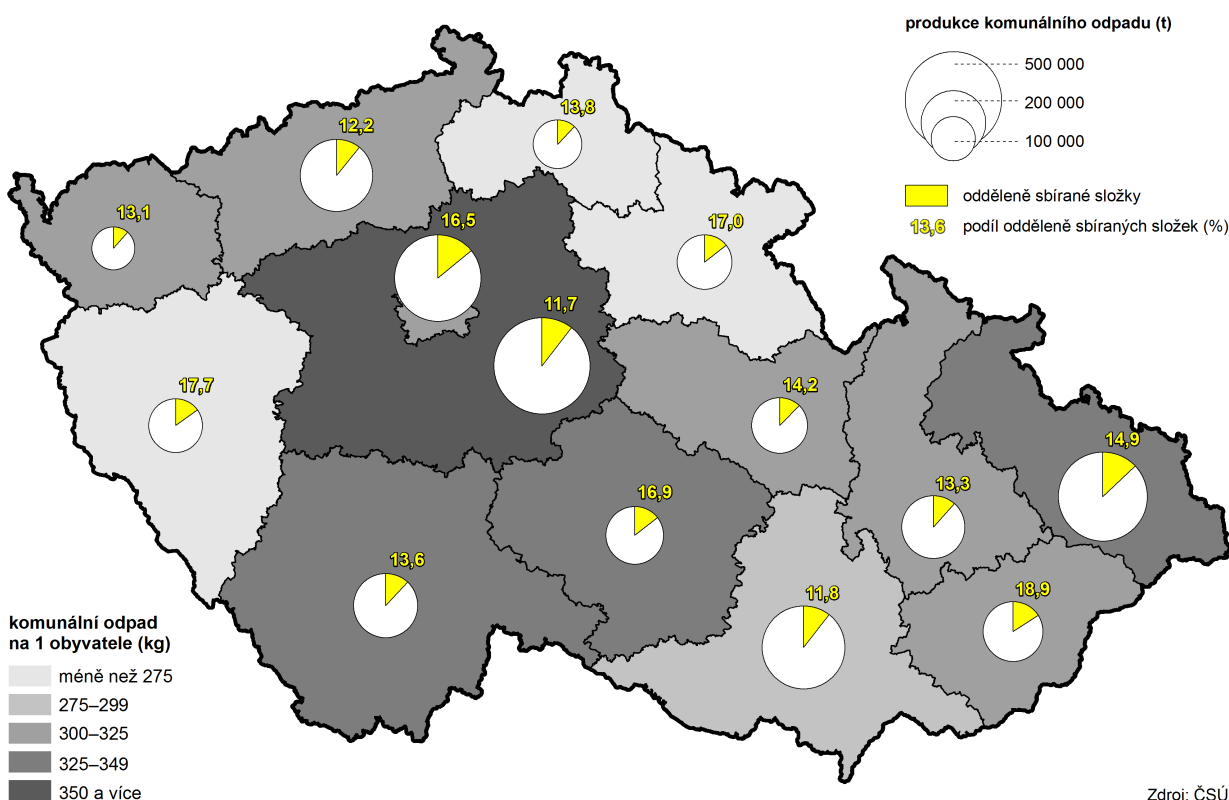 produkce komunálního odpadu (t)
500 000
200 000
100 000
odděleně sbírané složky
13,6 podíl odděleně sbíraných složek (%)
13,8
12,2
13,1
16,5
17,0
11,7
17,7
14,2
14,9
16,9
13,3
13,6
11,8
18,9
komunální odpad
na 1 obyvatele (kg)
méně než 275
275–299
300–325
325–349
350 a více
Zdroj: ČSÚ